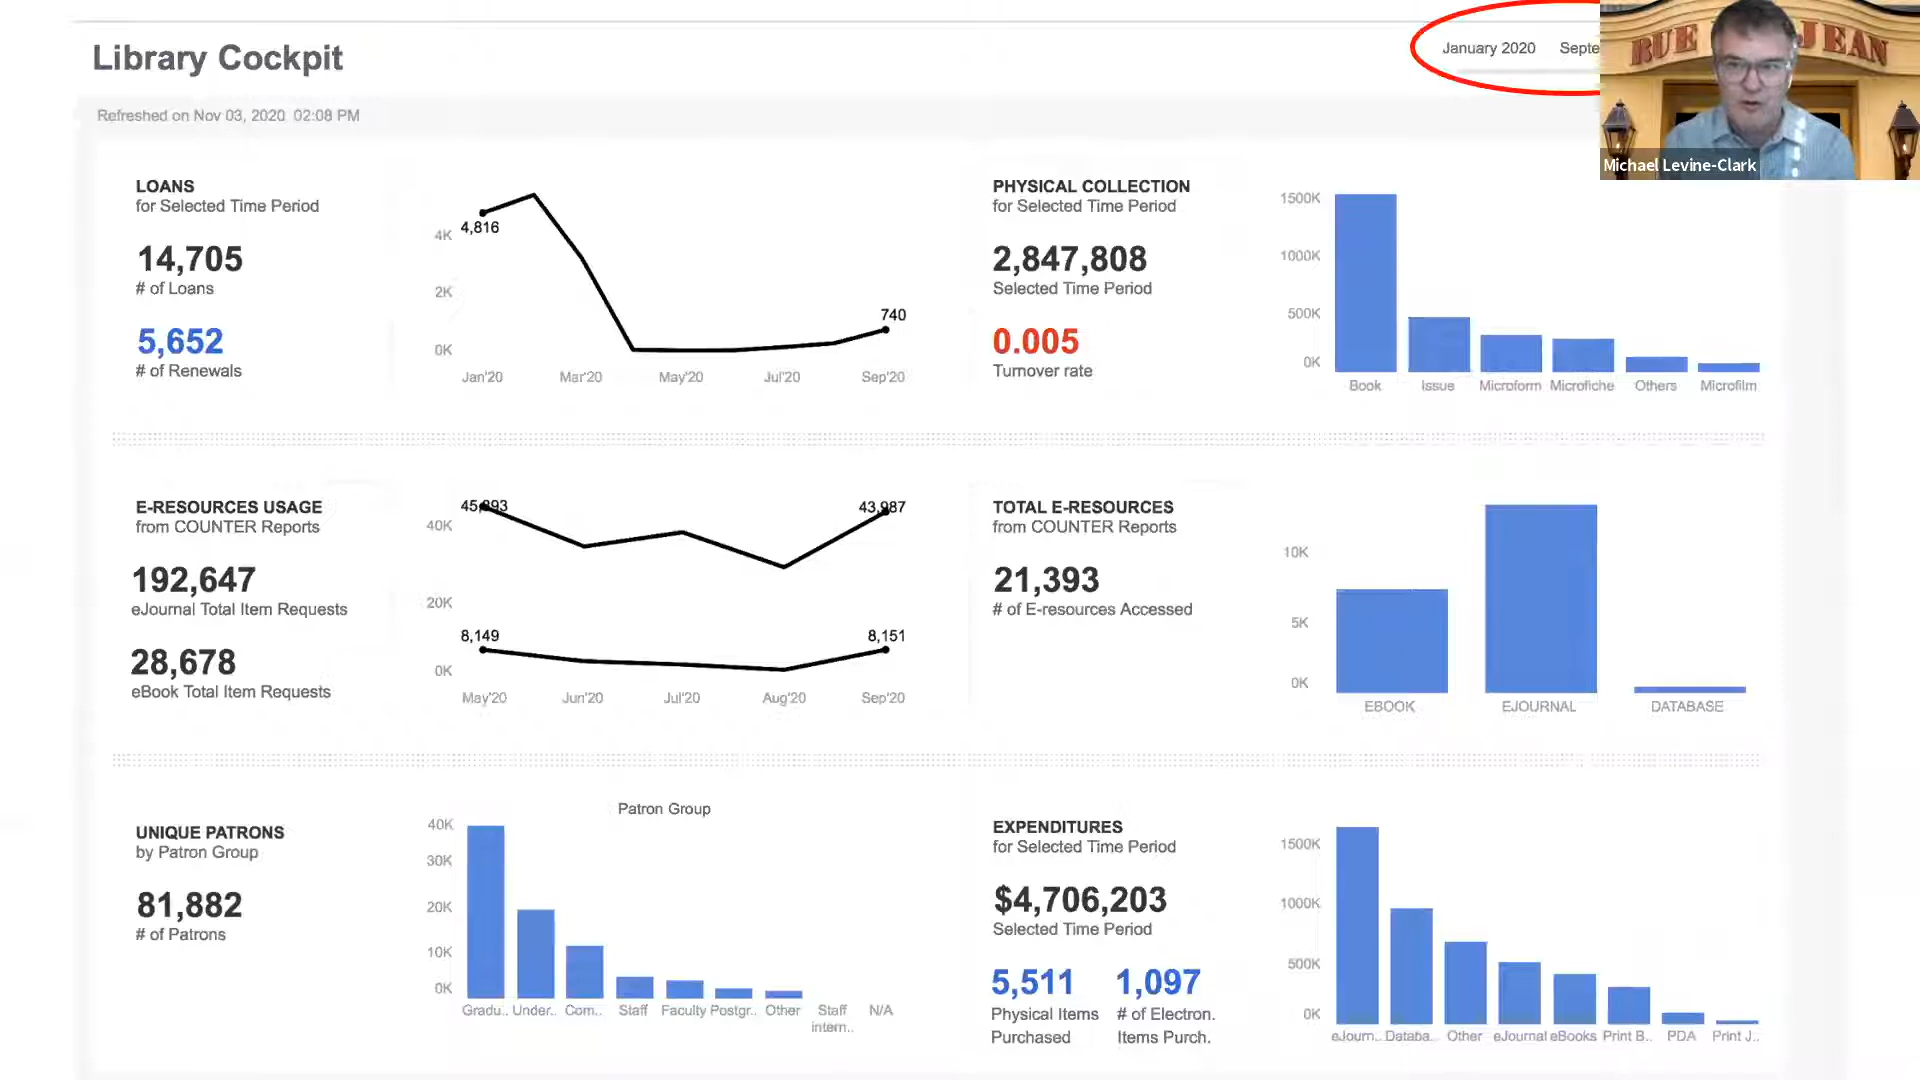 Library Cockpit
January 2020 Septe
RUE JEAN
Michael Levine-Clark
Refreshed on Nov 03, 2020 02:08 PM
LOANS
for Selected Time Period
14,705
# of Loans
5,652
# of Renewals
4K
2K
0K
4,816
740
Jan'20 Mar'20 May'20 Jul'20 Sep'20
PHYSICAL COLLECTION
for Selected Time Period
2,847,808
Selected Time Period
0.005
Turnover rate
1500K
1000K
500K
0K
Book Issue Microform Microfiche Others Microfilm
E-RESOURCES USAGE
from COUNTER Reports
192,647
eJournal Total Item Requests
28,678
eBook Total Item Requests
40K
20K
0K
43,987
8,149
8,151
May'20 Jun'20 Jul'20 Aug'20 Sep'20
TOTAL E-RESOURCES
from COUNTER Reports
21,393
# of E-resources Accessed
10K
5K
0K
EBOOK EJOURNAL DATABASE
UNIQUE PATRONS
by Patron Group
81,882
# of Patrons
Patron Group
40K
30K
20K
10K
0K
Gradu.. Under.. Com.. Staff Faculty Postgr.. Other Staff N/A
intern..
EXPENDITURES
for Selected Time Period
$4,706,203
Selected Time Period
5,511 1,097
Physical Items # of Electron.
Purchased Items Purch.
1500K
1000K
500K
0K
eJourn.. Databa.. Other eJournal eBooks Print B.. PDA Print J..